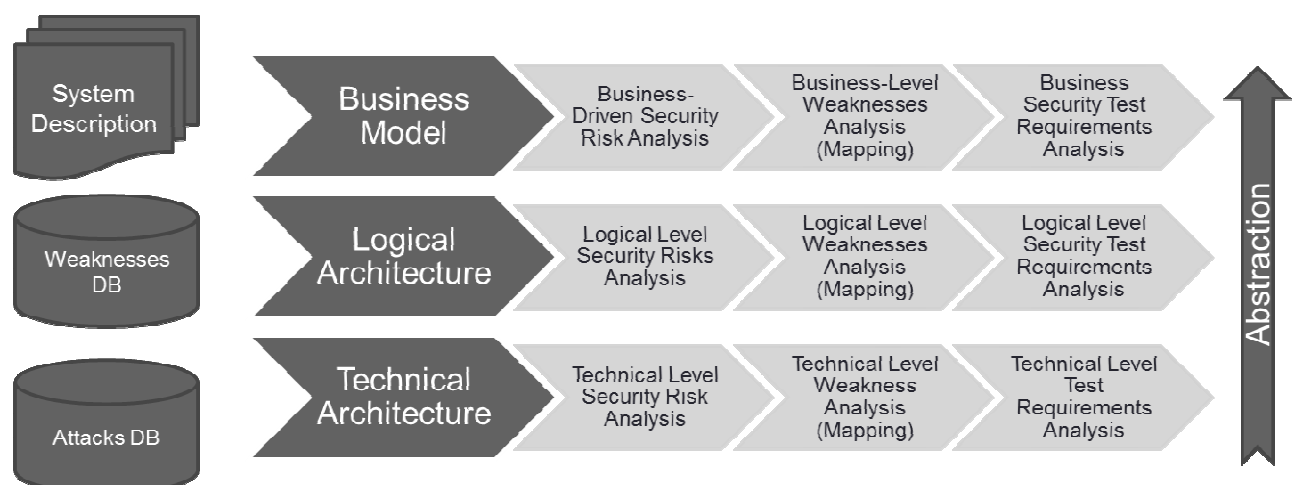 System
Description
Weaknesses
DB
Attacks DB
Business
Model
Business-
Driven Security
Risk Analysis
Business-Level
Weaknesses
Analysis
(Mapping)
Business
Security Test
Requirements
Analysis
Logical
Architecture
Logical Level
Security Risks
Analysis
Logical Level
Weaknesses
Analysis
(Mapping)
Logical Level
Security Test
Requirements
Analysis
Technical
Architecture
Technical Level
Security Risk
Analysis
Technical Level
Weakness
Analysis
(Mapping)
Technical Level
Test
Requirements
Analysis
Abstraction